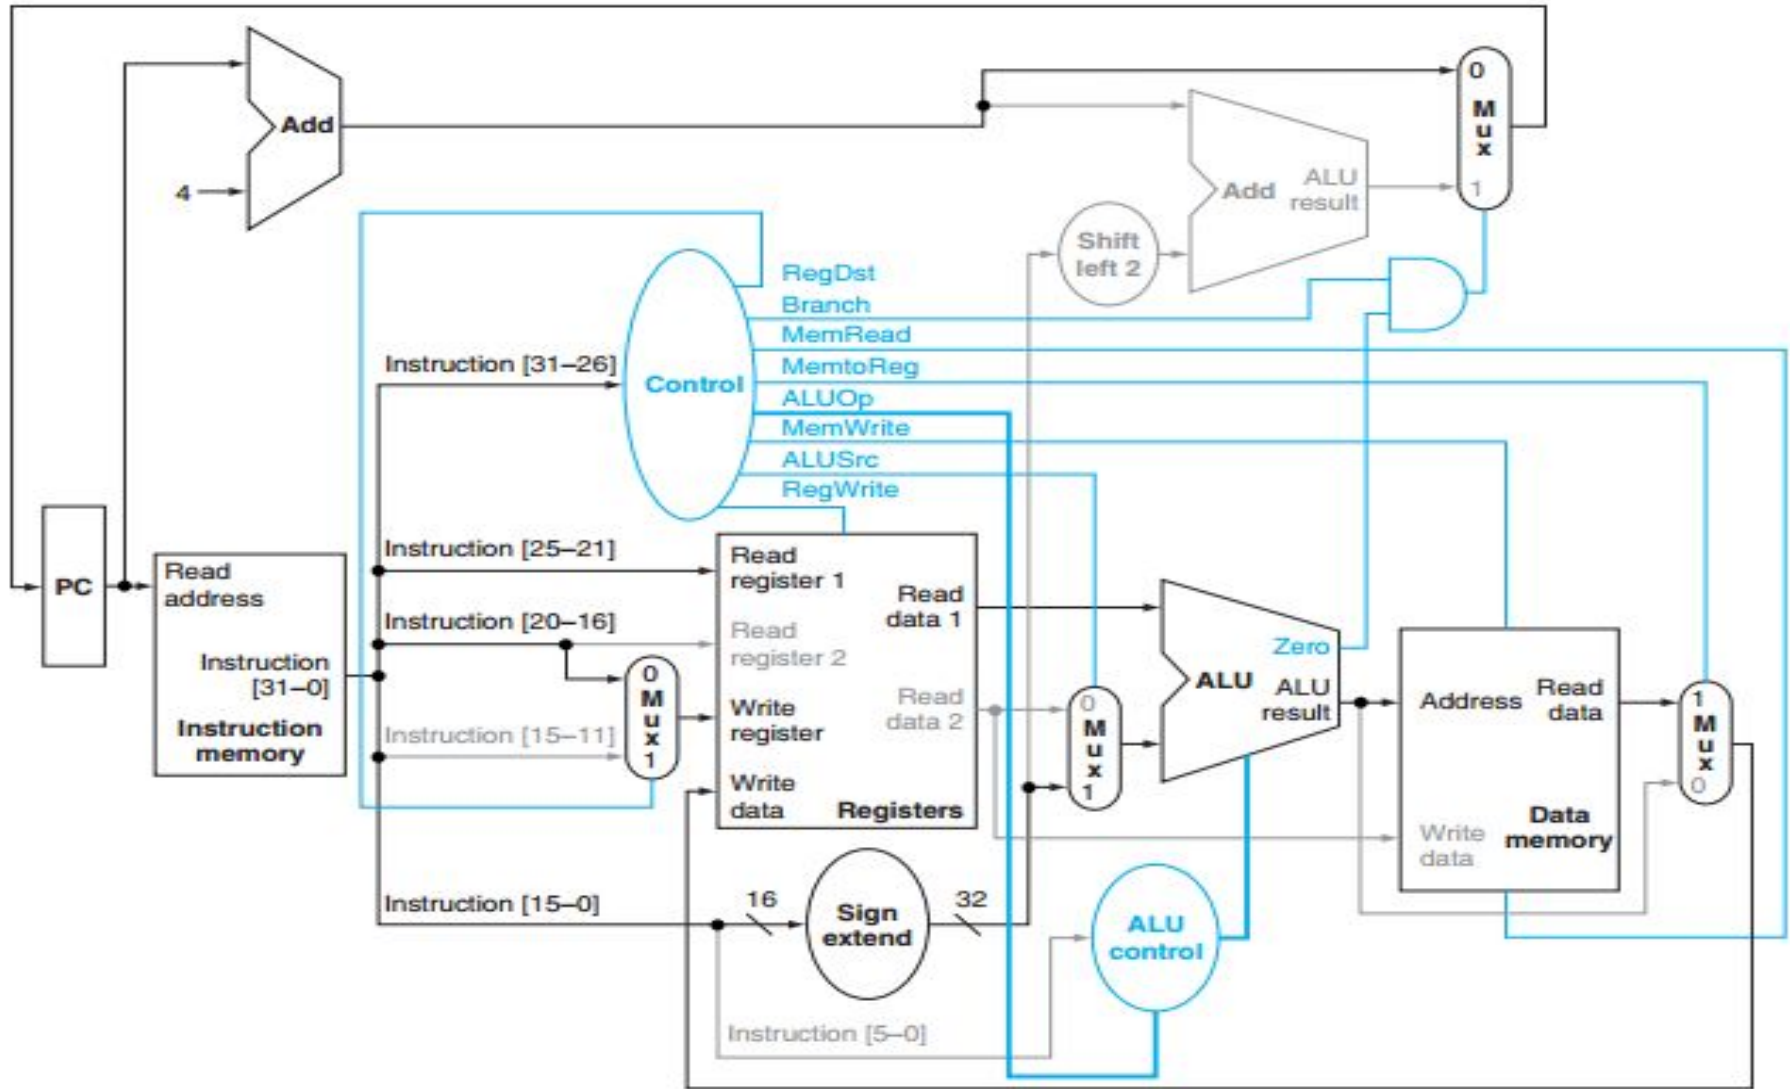 0
M
u
x
1
Add
4
Add
ALU
result
Shift
left 2
RegDst
Branch
MemRead
MemtoReg
ALUOp
MemWrite
ALUSrc
RegWrite
Control
Instruction [31–26]
Instruction [25–21]
Instruction [20–16]
Instruction [15–11]
Instruction [15–0]
Instruction [5–0]
PC
Read
address
Instruction
[31–0]
Instruction
memory
0
M
u
x
1
Read
register 1
Read
register 2
Write
register
Write
data
Read
data 1
Read
data 2
Registers
0
M
u
x
1
Zero
ALU
ALU
result
Address
Read
data
Write
data
Data
memory
1
M
u
x
0
16
Sign
extend
32
ALU
control